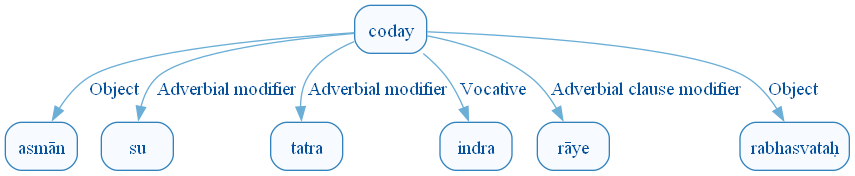 coday
Object Adverbial modifier Adverbial modifier Vocative Adverbial clause modifier Object
asmān su tatra indra rāye rabhasvataḥ